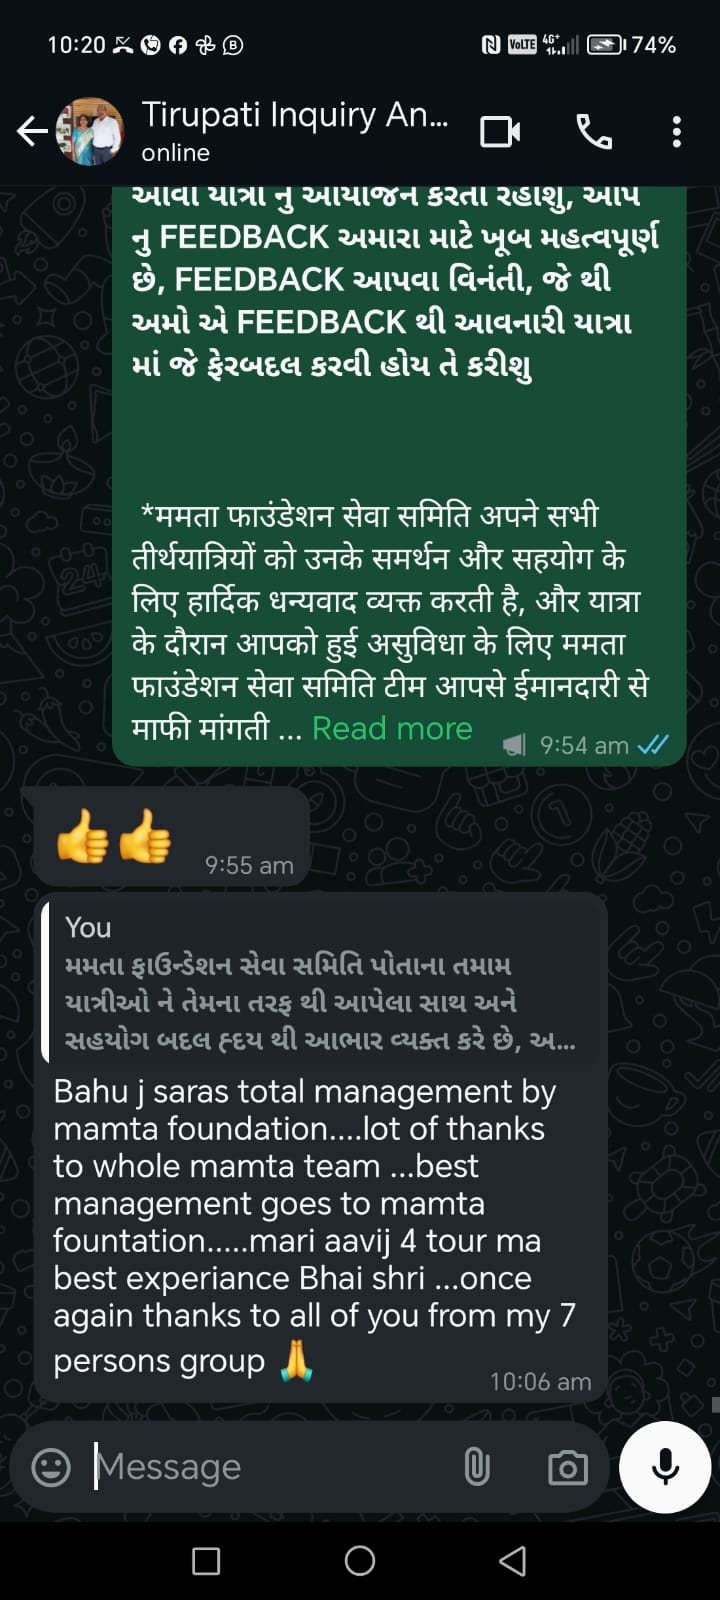 10:20
VoLTE 4G+ 74%
Tirupati Inquiry An...
online
આવી યાત્રા નુ આયોજન કરતા રહીશુ, આપ
નુ FEEDBACK અમારા માટે ખૂબ મહત્વપૂર્ણ
છે, FEEDBACK આપવા વિનંતી, જે થી
અમો એ FEEDBACK થી આવનારી યાત્રા
માં જે ફેરબદલ કરવી હોય તે કરીશુ
*ममता फाउंडेशन सेवा समिति अपने सभी
तीर्थयात्रियों को उनके समर्थन और सहयोग के
लिए हार्दिक धन्यवाद व्यक्त करती है, और यात्रा
के दौरान आपको हुई असुविधा के लिए ममता
फाउंडेशन सेवा समिति टीम आपसे ईमानदारी से
माफी मांगती ... Read more
9:54 am
👍👍
9:55 am
You
મમતા ફાઉન્ડેશન સેવા સમિતિ પોતાના તમામ
યાત્રીઓ ને તેમના તરફ થી આપેલા સાથ અને
સહયોગ બદલ હ્દય થી આભાર વ્યક્ત કરે છે, અ...
Bahu j saras total management by
mamta foundation....lot of thanks
to whole mamta team ...best
management goes to mamta
fountation.....mari aavij 4 tour ma
best experiance Bhai shri ...once
again thanks to all of you from my 7
persons group 🙏
10:06 am
Message